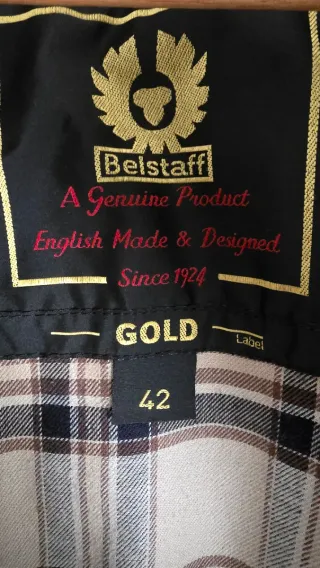 Belstaff
A Genuine Product
English Made & Designed
Since 1924
GOLD Label
42